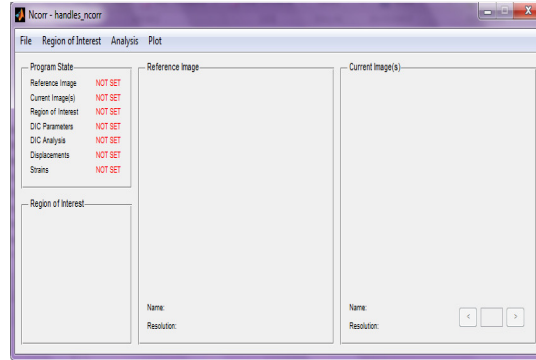 Ncorr - handles_ncorr
File Region of Interest Analysis Plot
Program State
Reference Image NOT SET
Current Image(s) NOT SET
Region of Interest NOT SET
DIC Parameters NOT SET
DIC Analysis NOT SET
Displacements NOT SET
Strains NOT SET
Region of Interest
Reference Image
Name:
Resolution:
Current Image(s)
Name:
Resolution:
< >